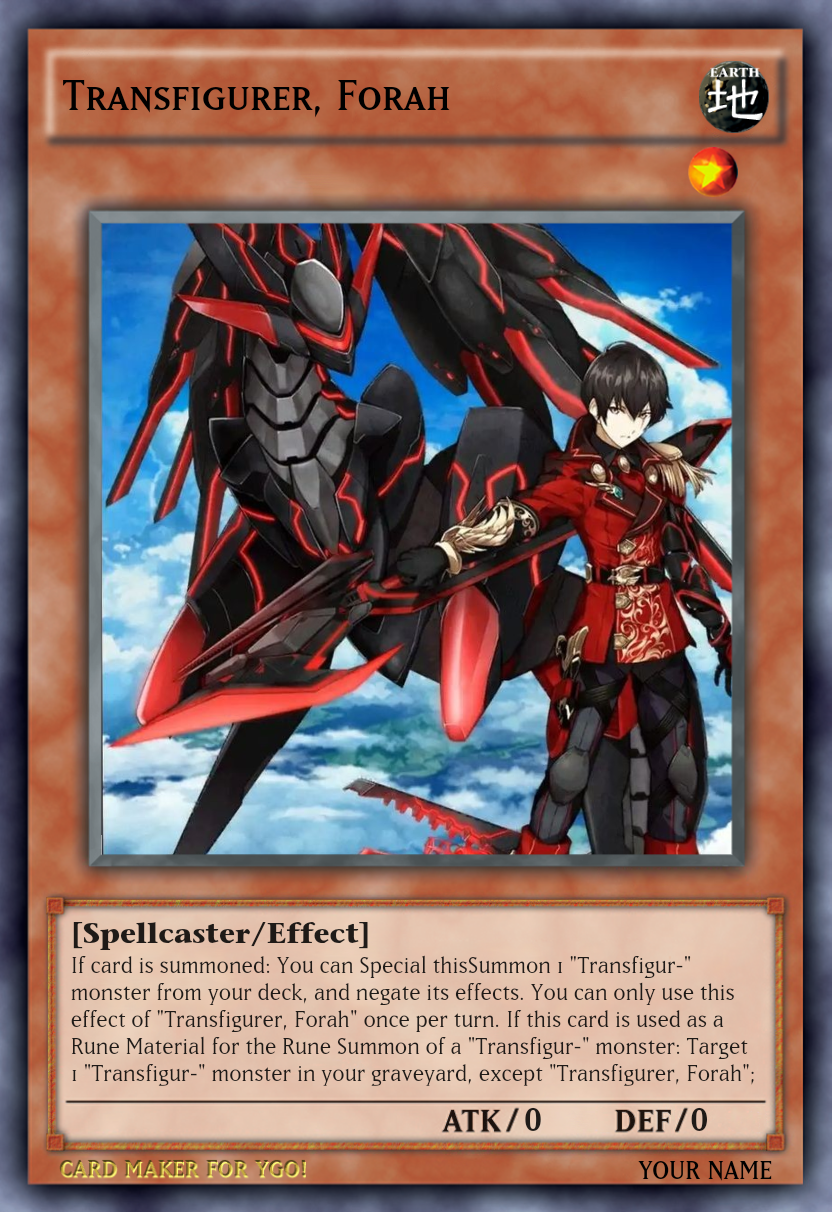 Transfigurer, Forah
EARTH
地
[Spellcaster/Effect]
If card is summoned: You can Special thisSummon 1 "Transfigur-"
monster from your deck, and negate its effects. You can only use this
effect of "Transfigurer, Forah" once per turn. If this card is used as a
Rune Material for the Rune Summon of a "Transfigur-" monster: Target
1 "Transfigur-" monster in your graveyard, except "Transfigurer, Forah";
ATK/0 DEF/0
CARD MAKER FOR YGO! YOUR NAME